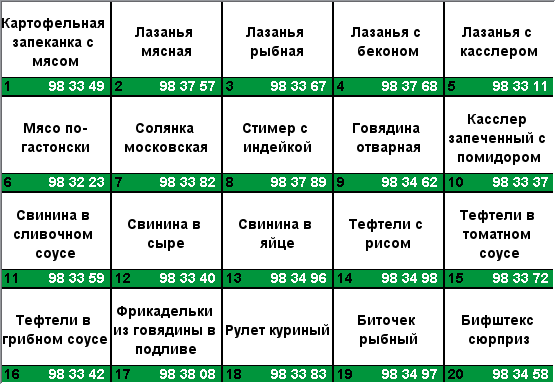 Картофельная запеканка с мясом
1 98 33 49
Лазанья мясная
2 98 37 57
Лазанья рыбная
3 98 33 67
Лазанья с беконом
4 98 37 68
Лазанья с касслером
5 98 33 11
Мясо по-гастонски
6 98 32 23
Солянка московская
7 98 33 82
Стимер с индейкой
8 98 37 89
Говядина отварная
9 98 34 62
Касслер запеченный с помидором
10 98 33 37
Свинина в сливочном соусе
11 98 33 59
Свинина в сыре
12 98 33 40
Свинина в яйце
13 98 34 96
Тефтели с рисом
14 98 34 98
Тефтели в томатном соусе
15 98 33 72
Тефтели в грибном соусе
16 98 33 42
Фрикадельки из говядины в подливе
17 98 38 08
Рулет куриный
18 98 33 83
Биточек рыбный
19 98 34 97
Бифштекс сюрприз
20 98 34 58